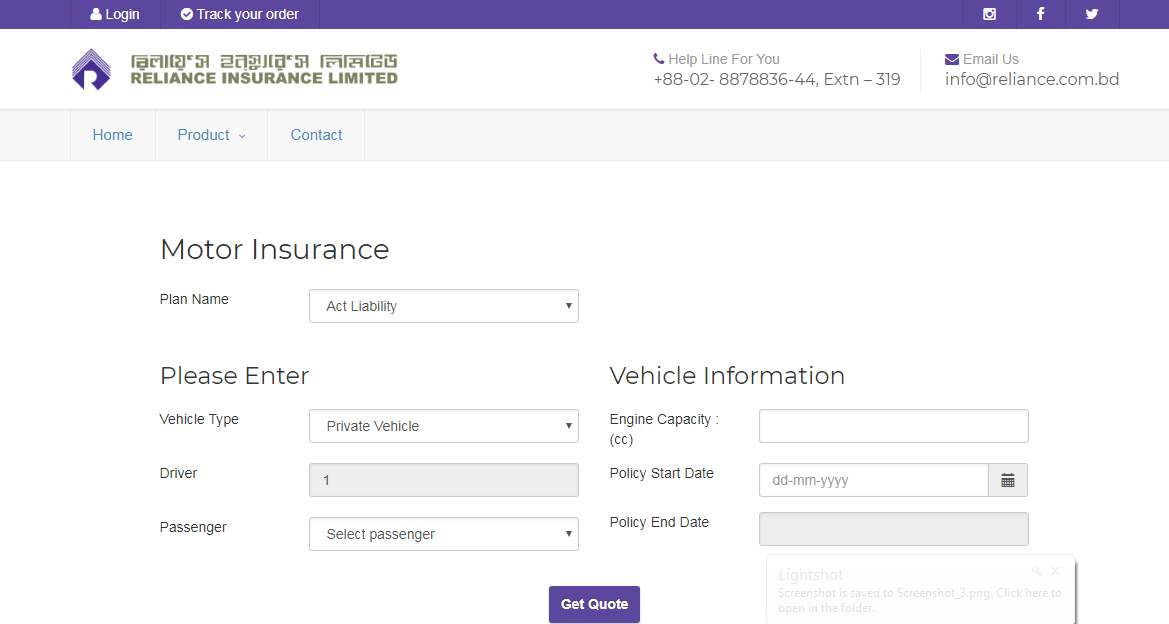 Login Track your order
রিলায়েন্স ইনস্যুরেন্স লিমিটেড
RELIANCE INSURANCE LIMITED
Help Line For You
+88-02- 8878836-44, Extn – 319
Email Us
info@reliance.com.bd
Home Product Contact
Motor Insurance
Plan Name Act Liability
Please Enter
Vehicle Type Private Vehicle
Driver 1
Passenger Select passenger
Vehicle Information
Engine Capacity :
(cc)
Policy Start Date dd-mm-yyyy
Policy End Date
Get Quote
Lightshot
Screenshot is saved to Screenshot_3.png. Click here to
open in the folder.